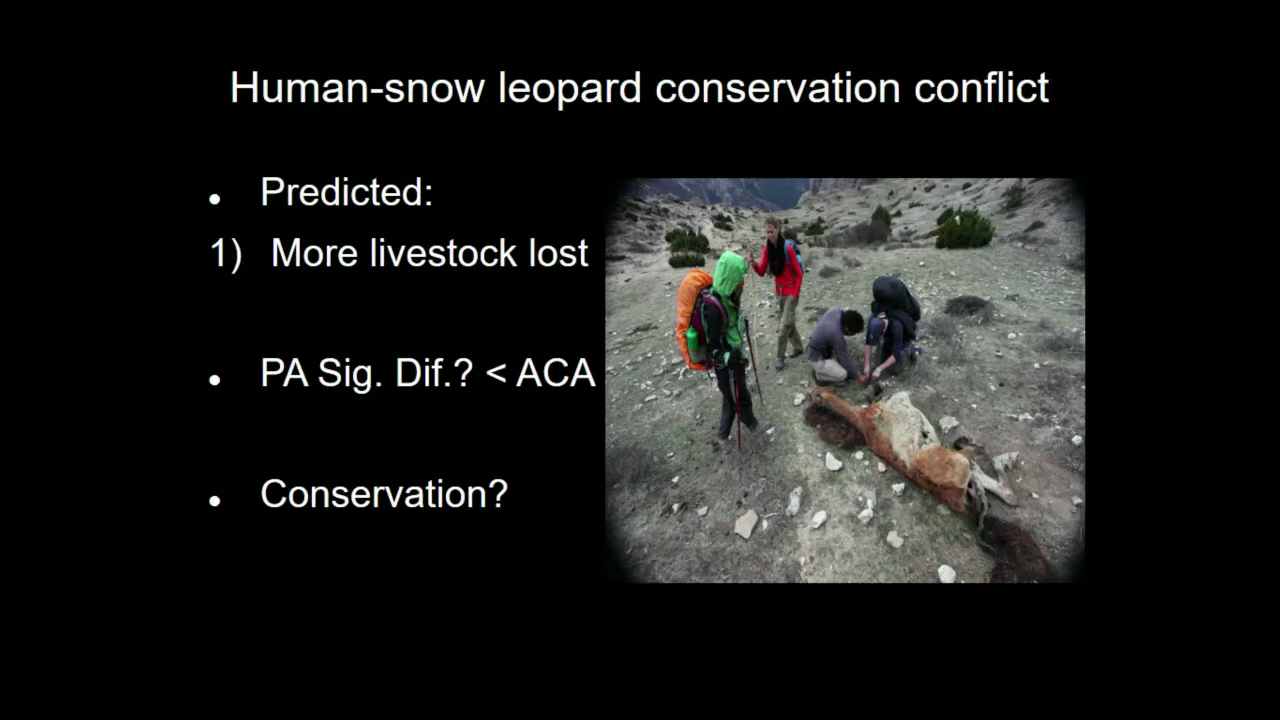 Human-snow leopard conservation conflict
• Predicted:
1) More livestock lost
• PA Sig. Dif.? < ACA
• Conservation?